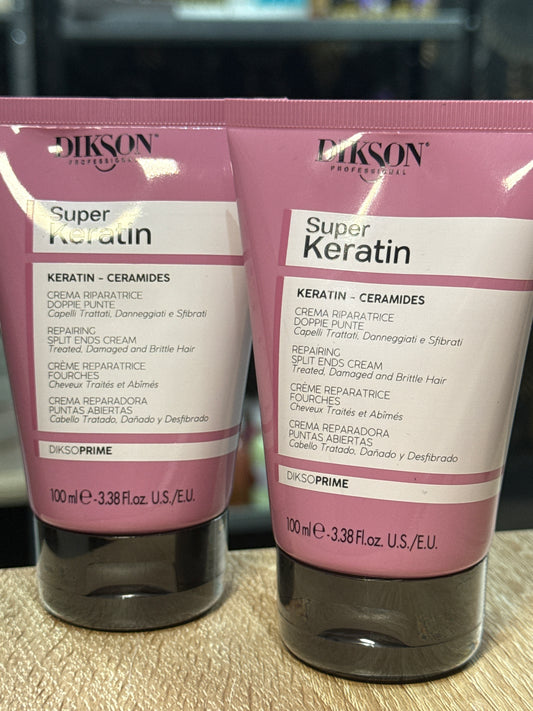 DIKSON
PROFESSIONAL
Super
Keratin
KERATIN - CERAMIDES
CREMA RIPARATRICE
DOPPIE PUNTE
Capelli Trattati, Danneggiati e Sfibrati
REPAIRING
SPLIT ENDS CREAM
Treated, Damaged and Brittle Hair
CRÈME REPARATRICE
FOURCHES
Cheveux Traités et Abîmés
CREMA REPARADORA
PUNTAS ABIERTAS
Cabello Tratado, Dañado y Desfibrado
DIKSOPRIME
100 ml ℮ - 3.38 Fl.oz. U.S./E.U.
DIKSON®
PROFESSIONAL
Super
Keratin
KERATIN - CERAMIDES
CREMA RIPARATRICE
DOPPIE PUNTE
Capelli Trattati, Danneggiati e Sfibrati
REPAIRING
SPLIT ENDS CREAM
Treated, Damaged and Brittle Hair
CRÈME REPARATRICE
FOURCHES
Cheveux Traités et Abîmés
CREMA REPARADORA
PUNTAS ABIERTAS
Cabello Tratado, Dañado y Desfibrado
DIKSOPRIME
100 ml ℮ - 3.38 Fl.oz. U.S./E.U.